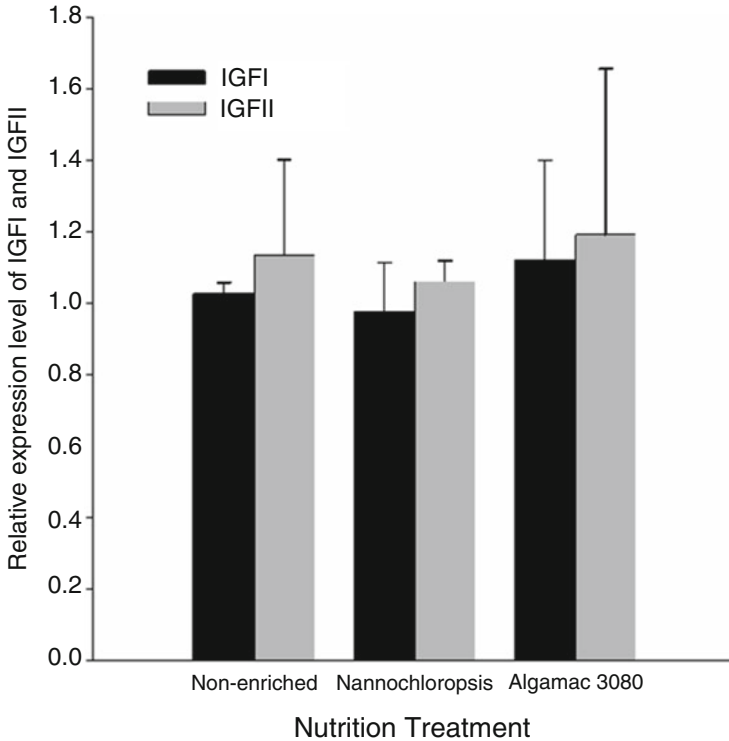 Relative expression level of IGFI and IGFII
1.8
1.6
1.4
1.2
1.0
0.8
0.6
0.4
0.2
0.0
IGFI
IGFII
Non-enriched Nannochloropsis Algamac 3080
Nutrition Treatment